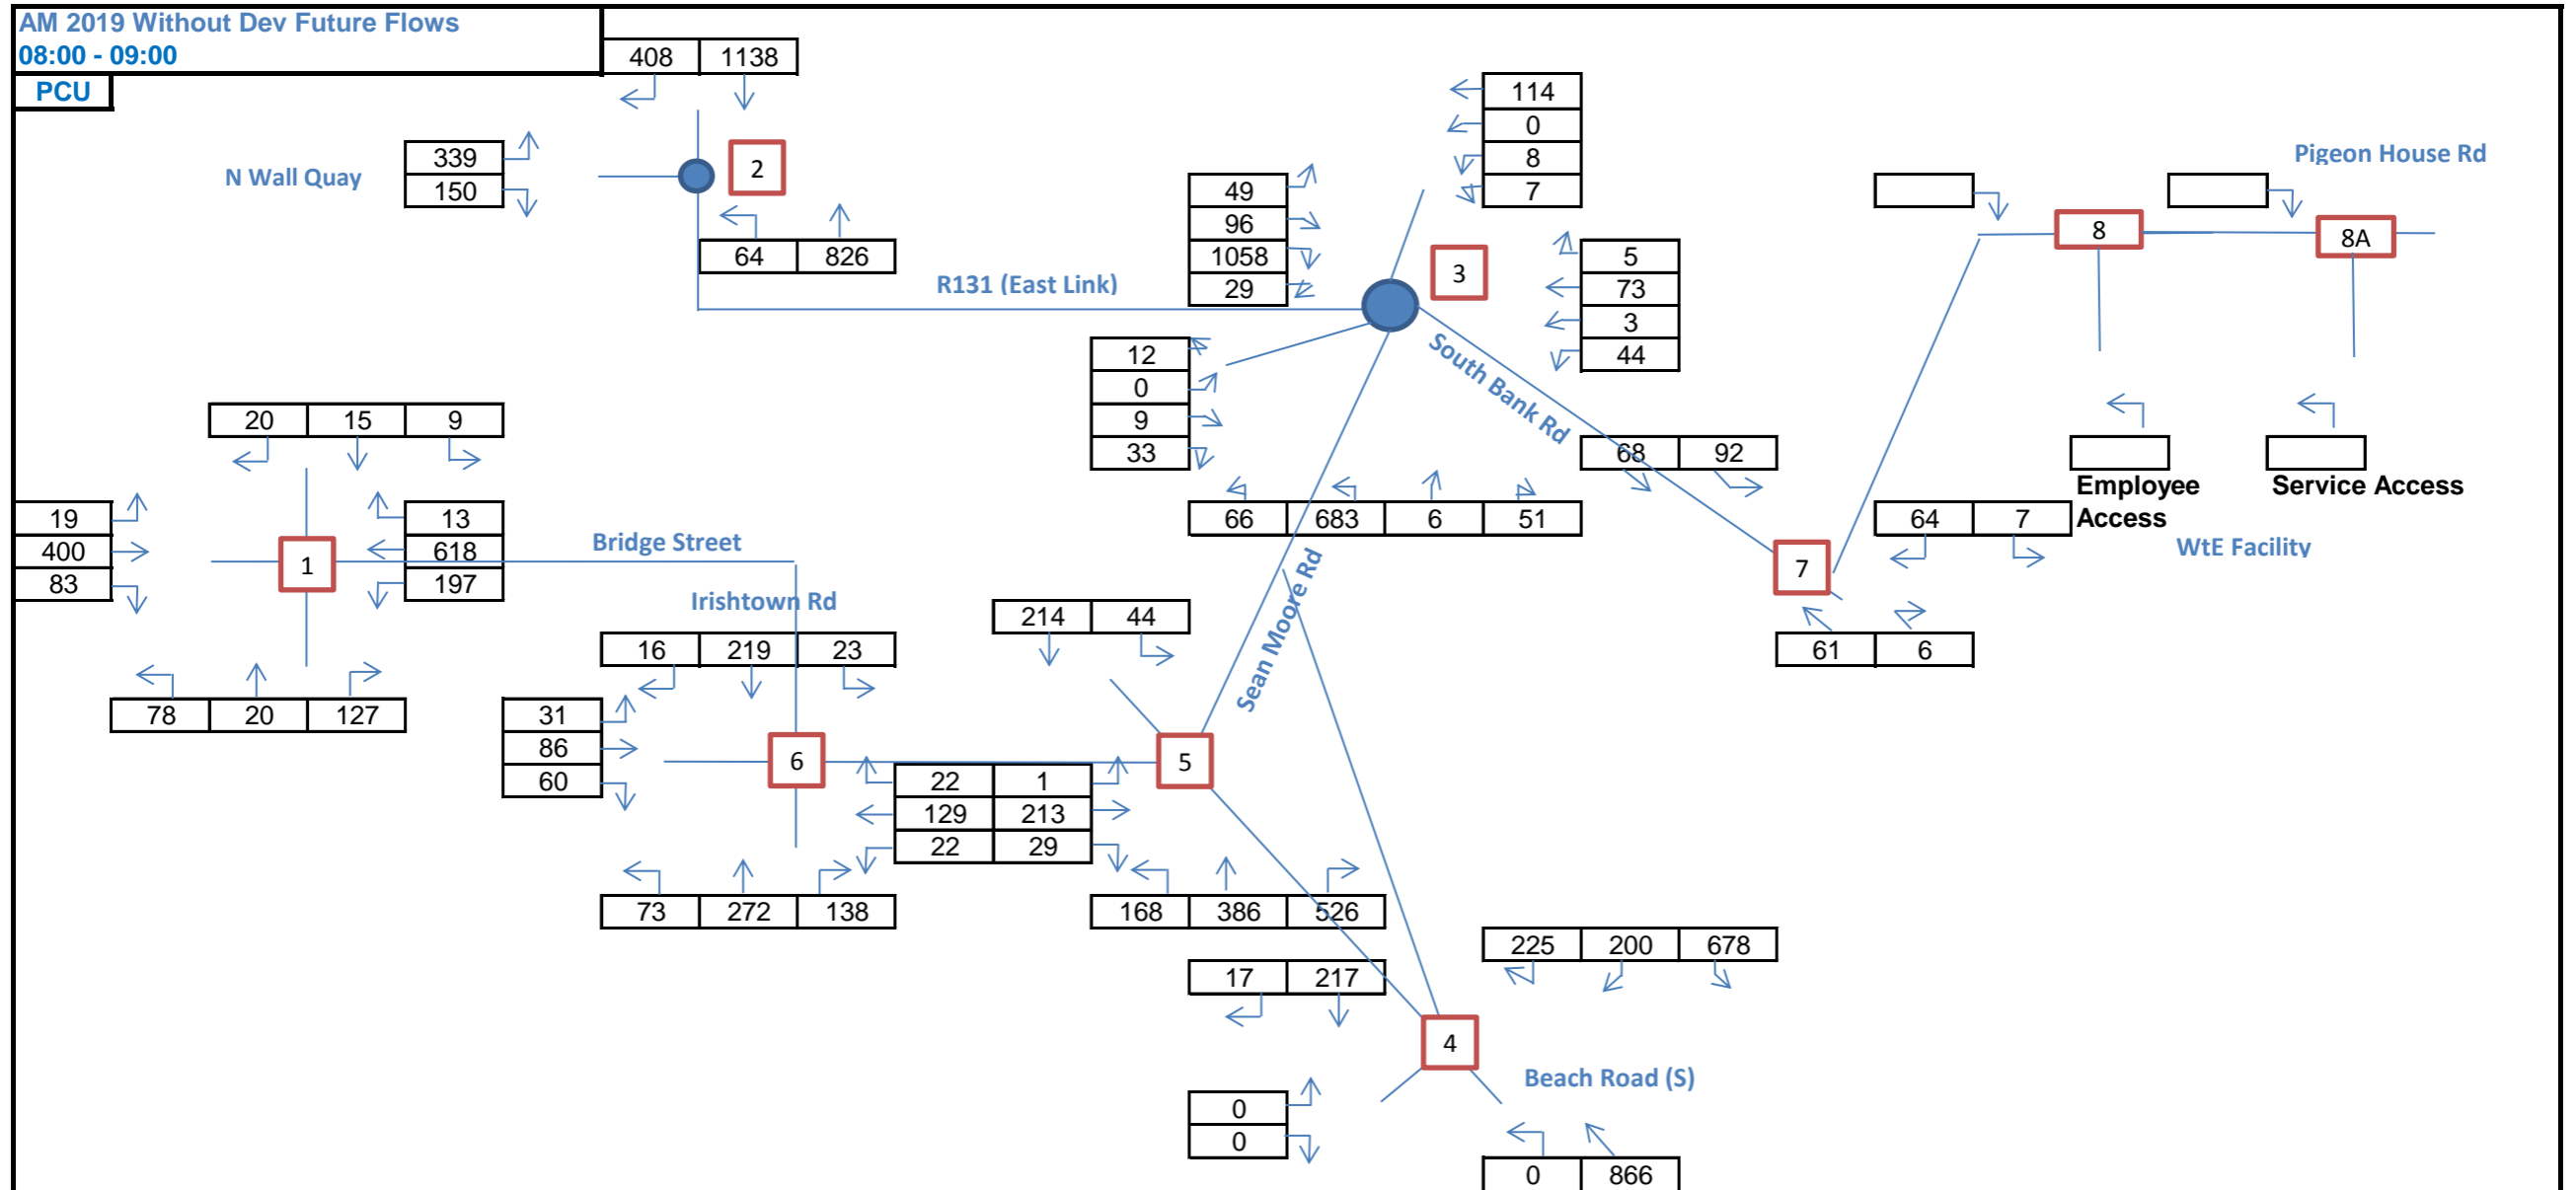 AM 2019 Without Dev Future Flows
08:00 - 09:00
PCU
408 1138
N Wall Quay
339
150
2
64 826
R131 (East Link)
49
96
1058
29
114
0
8
7
3
5
73
3
44
12
0
9
33
South Bank Rd
66 683 6 51
68 92
Pigeon House Rd
8
8A
Employee
Access
Service Access
WtE Facility
64 7
7
61 6
20 15 9
19
400
83
1
13
618
197
Bridge Street
78 20 127
Irishtown Rd
16 219 23
31
86
60
6
22 1
129 213
22 29
73 272 138
214 44
Sean Moore Rd
5
168 386 526
17 217
225 200 678
4
Beach Road (S)
0
0
0 866